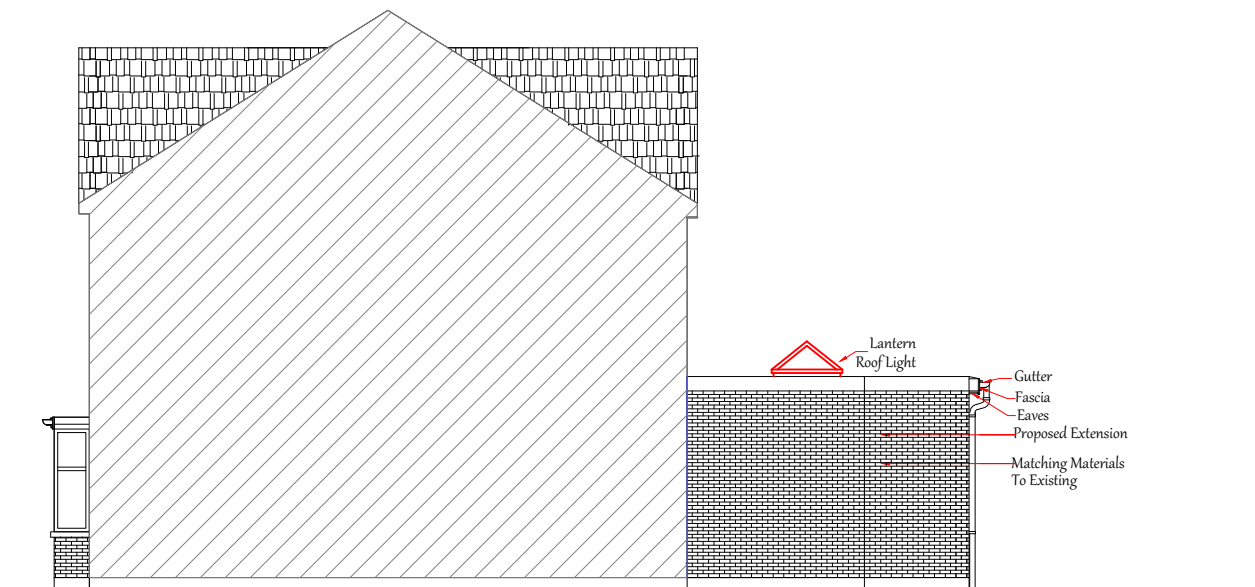 Lantern
Roof Light
Gutter
Fascia
Eaves
Proposed Extension
Matching Materials
To Existing